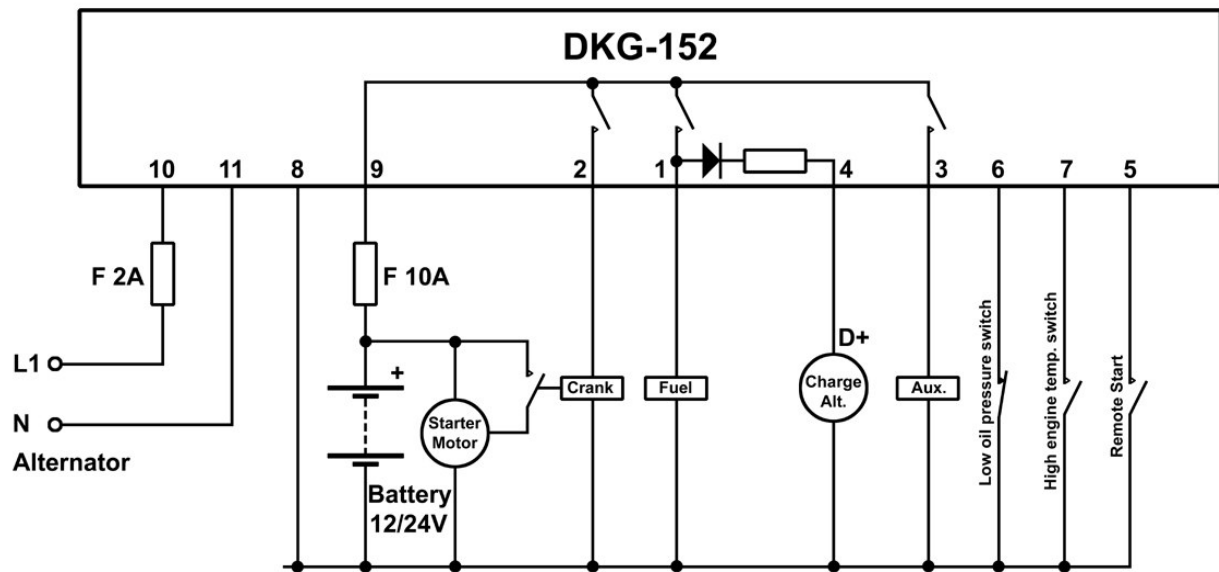 DKG-152
10 11 8 9 2 1 4 3 6 7 5
F 2A
F 10A
L1
N
Alternator
+
Battery
12/24V
Starter
Motor
Crank
Fuel
D+
Charge
Alt.
Aux.
Low oil pressure switch
High engine temp. switch
Remote Start